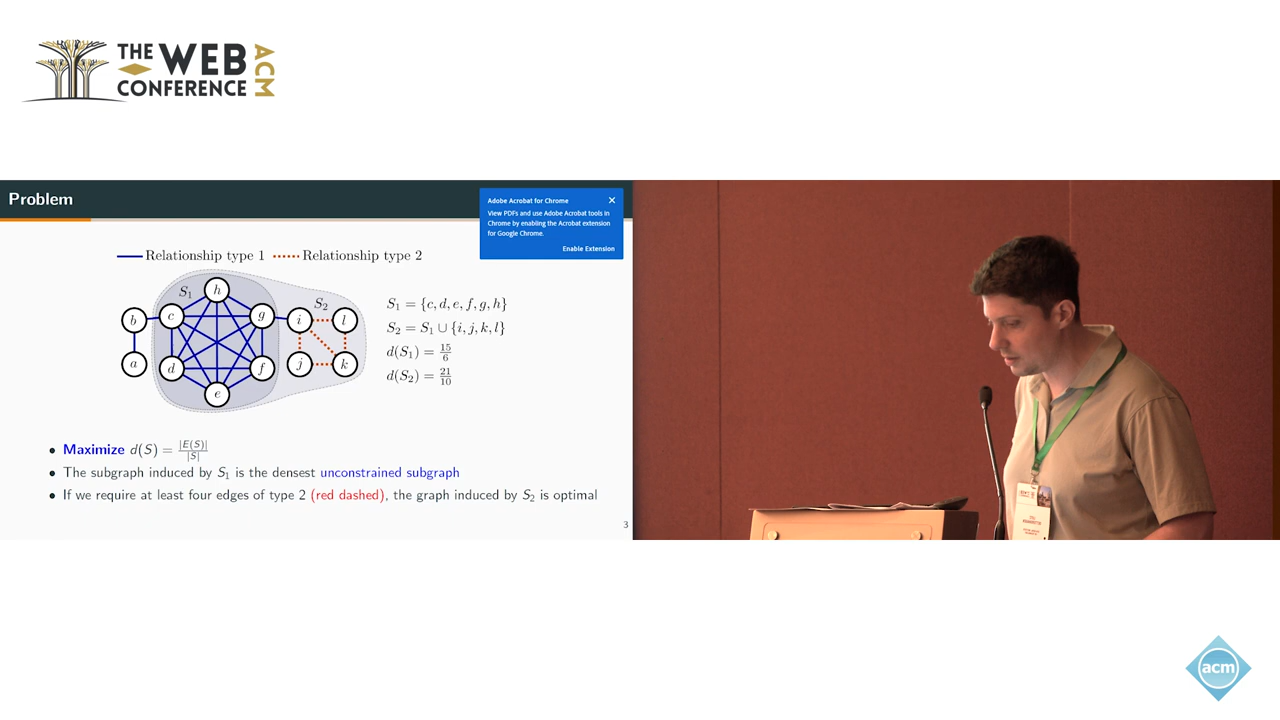 THE WEB
CONFERENCE
ACM
Problem
Adobe Acrobat for Chrome
View PDFs and use Adobe Acrobat tools in
Chrome by enabling the Acrobat extension
for Google Chrome.
Enable Extension
Relationship type 1 Relationship type 2
S₁ h S₂
b c g i l
a d f j k
e
S₁ = {c, d, e, f, g, h}
S₂ = S₁ ∪ {i, j, k, l}
d(S₁) = 15/6
d(S₂) = 21/10
• Maximize d(S) = |E(S)|/|S|
• The subgraph induced by S₁ is the densest unconstrained subgraph
• If we require at least four edges of type 2 (red dashed), the graph induced by S₂ is optimal
3
acm